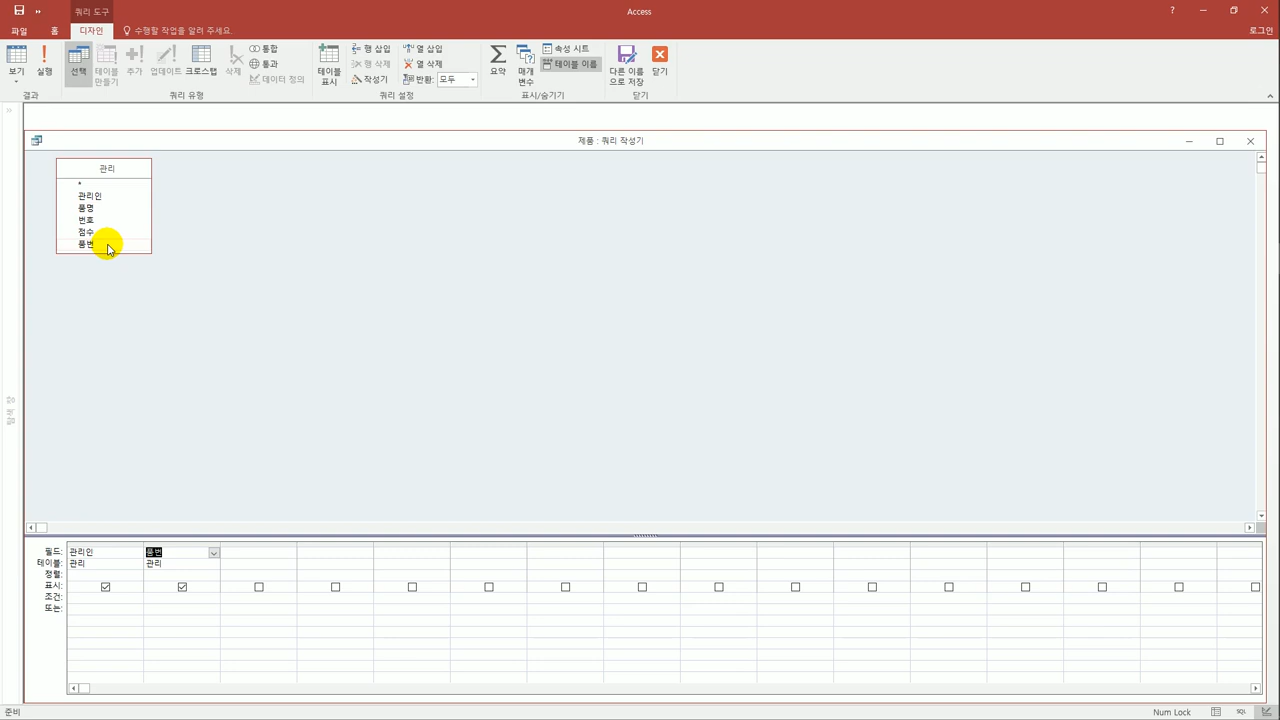 쿼리 도구
Access
?
로그인
파일
홈
디자인
수행할 작업을 알려 주세요.
보기
실행
선택
테이블 만들기
추가
업데이트
크로스탭
삭제
통합
통과
데이터 정의
테이블 표시
행 삽입
행 삭제
작성기
열 삽입
열 삭제
반환: 모두
요약
매개 변수
속성 시트
테이블 이름
다른 이름으로 저장
닫기
결과
쿼리 유형
쿼리 설정
표시/숨기기
닫기
제품 : 쿼리 작성기
관리
*
관리인
품명
번호
점수
품번
탐색 창
필드: 관리인 품번
테이블: 관리 관리
정렬:
표시:
조건:
또는:
준비
Num Lock
SQL